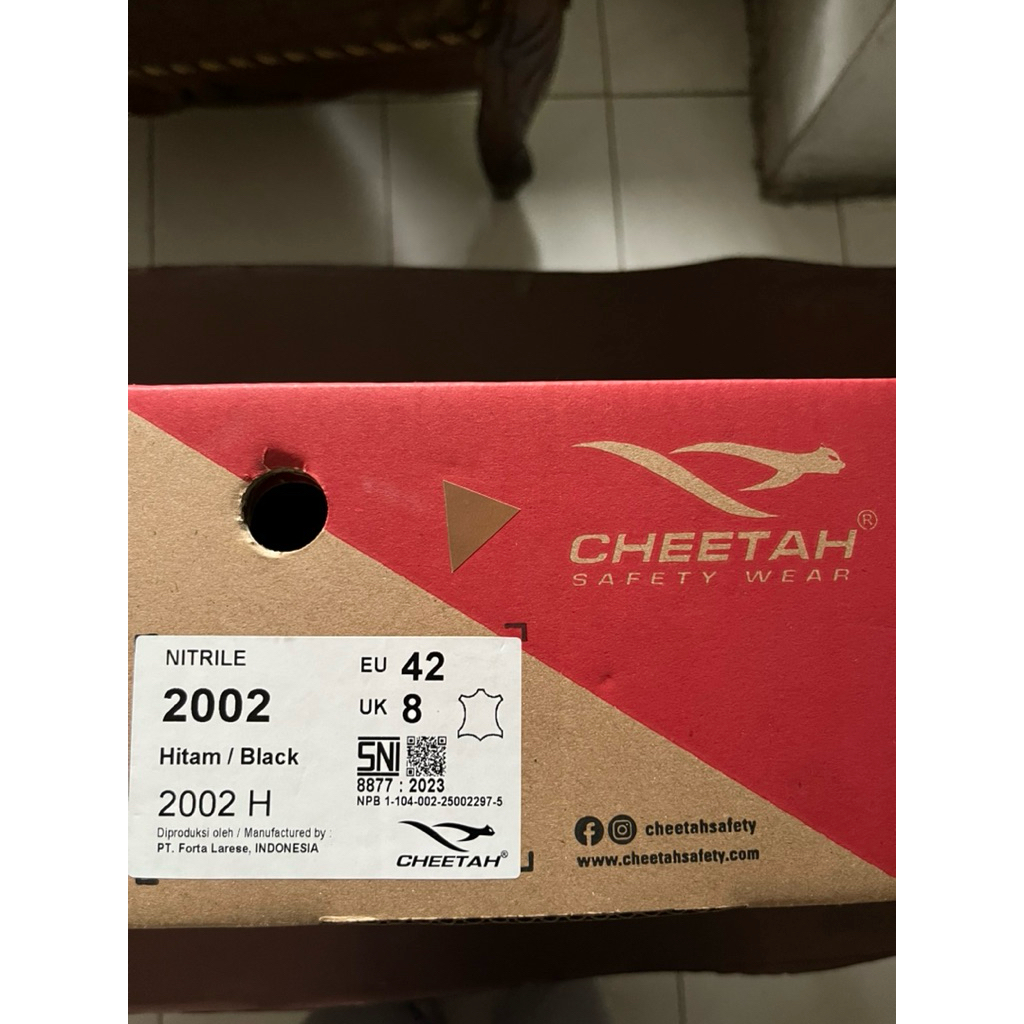 CHEETAH®
SAFETY WEAR
NITRILE
2002
Hitam / Black
2002 H
Diproduksi oleh / Manufactured by :
PT. Forta Larese, INDONESIA
EU 42
UK 8
SNI
8877 : 2023
NPB 1-104-002-25002297-5
CHEETAH®
cheetahsafety
www.cheetahsafety.com